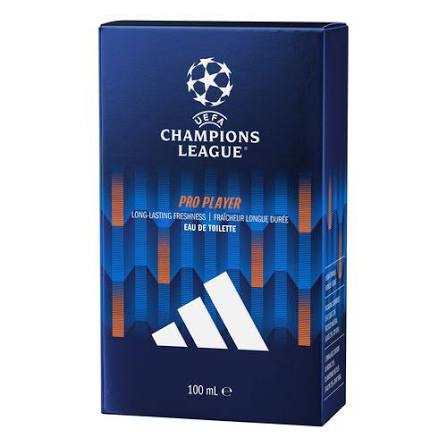 UEFA
CHAMPIONS
LEAGUE®
PRO PLAYER
LONG-LASTING FRESHNESS | FRAÎCHEUR LONGUE DURÉE
EAU DE TOILETTE
100 mL ℮